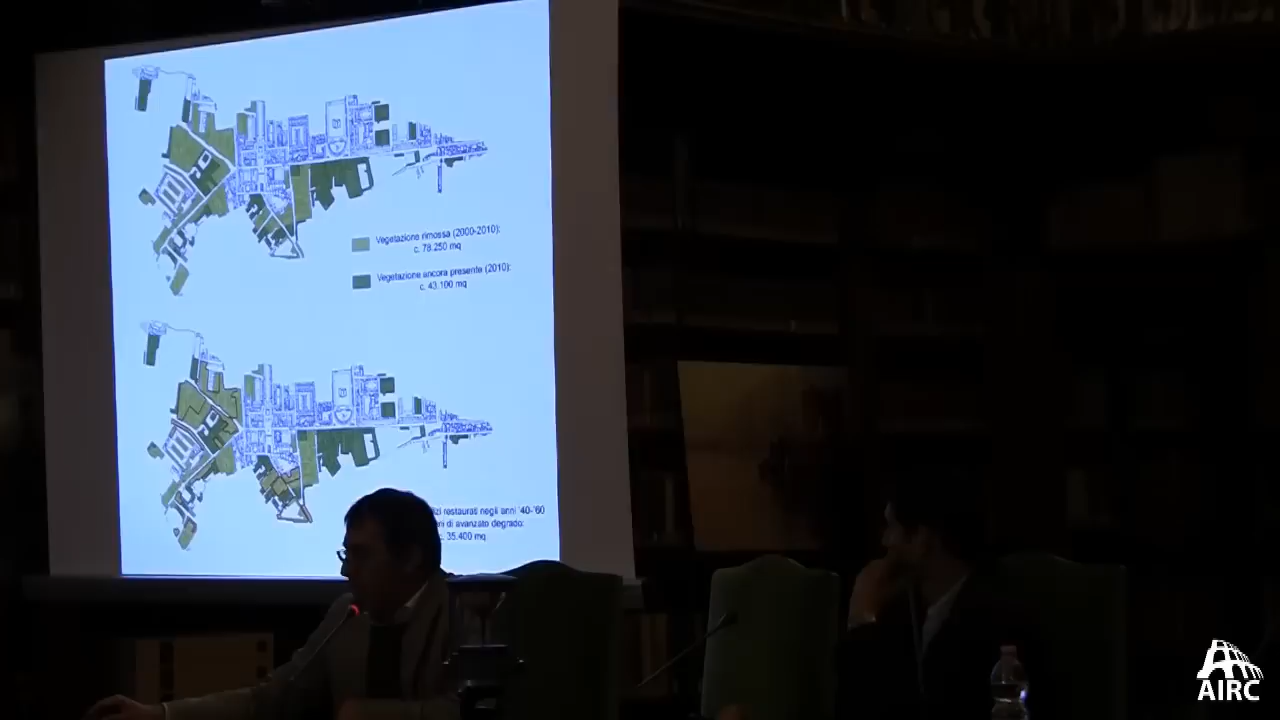 Vegetazione rimossa (2000-2010):
c. 78.250 mq
Vegetazione ancora presente (2010):
c. 43.100 mq
restaurati negli anni '40-'60
di avanzato degrado:
c. 35.400 mq
AIRC